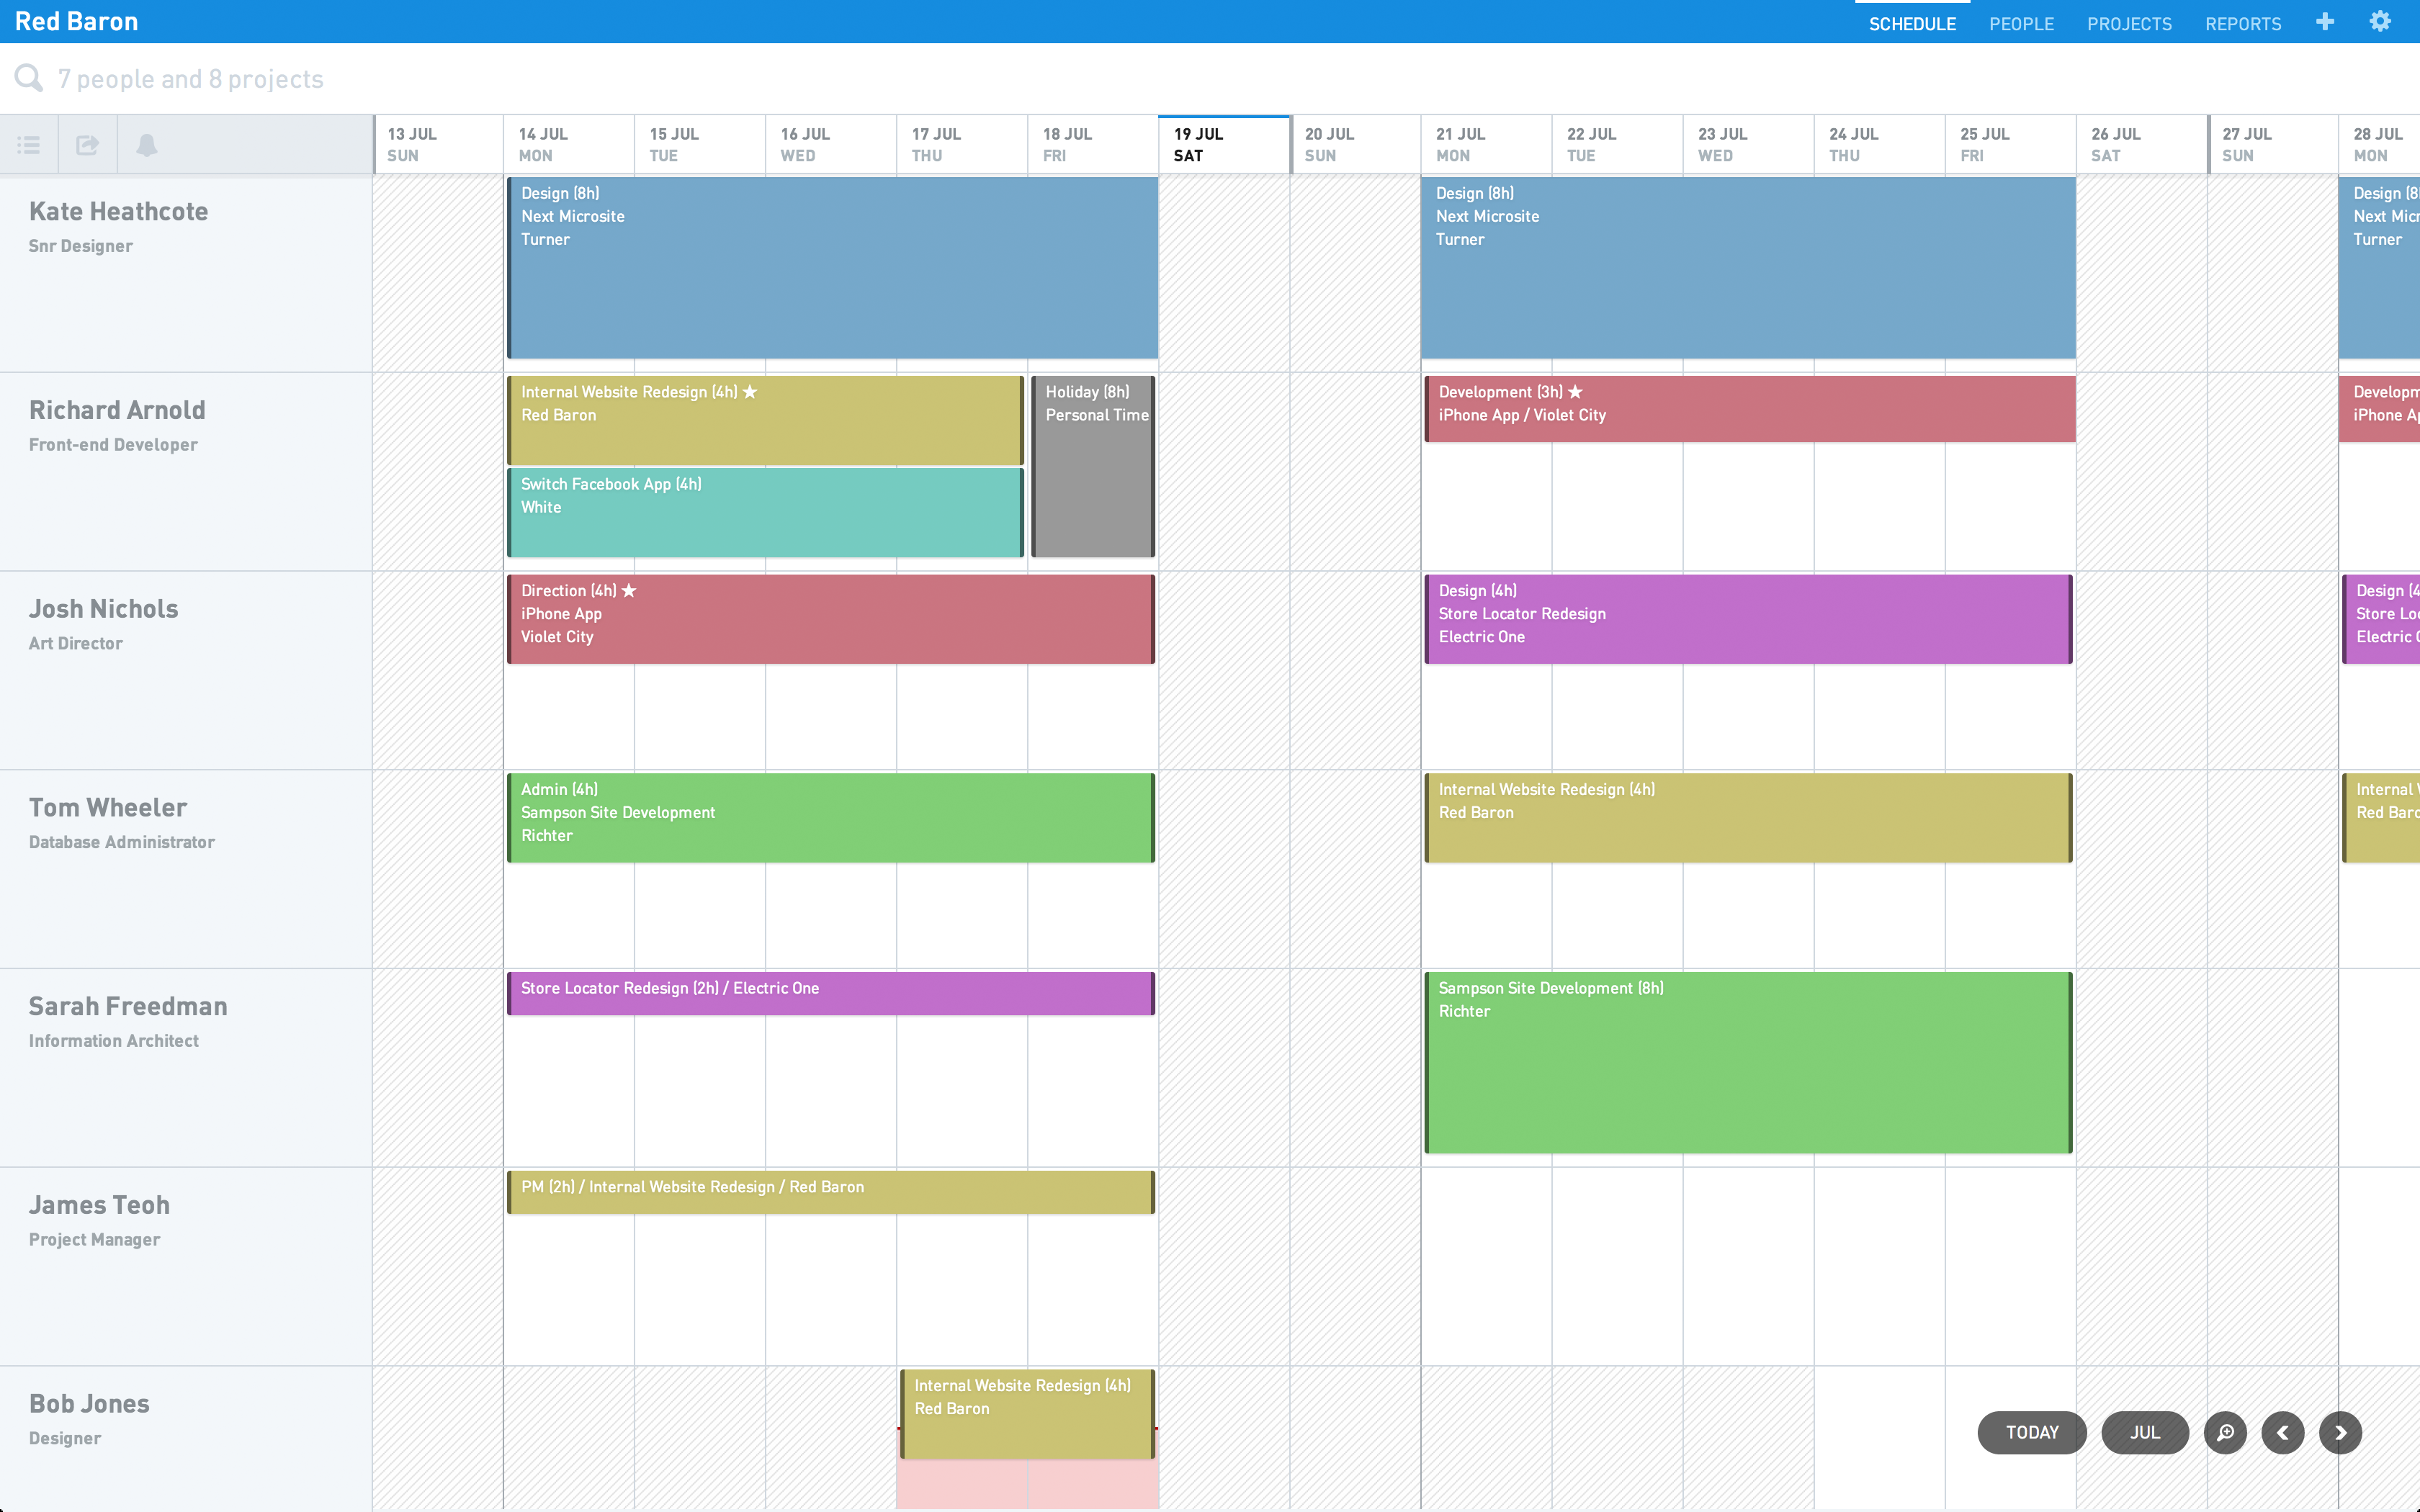 Red Baron
SCHEDULE PEOPLE PROJECTS REPORTS
7 people and 8 projects
13 JUL 14 JUL 15 JUL 16 JUL 17 JUL 18 JUL 19 JUL 20 JUL 21 JUL 22 JUL 23 JUL 24 JUL 25 JUL 26 JUL 27 JUL 28 JUL
SUN MON TUE WED THU FRI SAT SUN MON TUE WED THU FRI SAT SUN MON
Kate Heathcote
Snr Designer
Design (8h)
Next Microsite
Turner
Design (8h)
Next Microsite
Turner
Design (8
Next Micr
Turner
Richard Arnold
Front-end Developer
Internal Website Redesign (4h) ★
Red Baron
Switch Facebook App (4h)
White
Holiday (8h)
Personal Time
Development (3h) ★
iPhone App / Violet City
Developm
iPhone Ap
Josh Nichols
Art Director
Direction (4h) ★
iPhone App
Violet City
Design (4h)
Store Locator Redesign
Electric One
Design (4
Store Loc
Electric O
Tom Wheeler
Database Administrator
Admin (4h)
Sampson Site Development
Richter
Internal Website Redesign (4h)
Red Baron
Internal W
Red Baro
Sarah Freedman
Information Architect
Store Locator Redesign (2h) / Electric One
Sampson Site Development (8h)
Richter
James Teoh
Project Manager
PM (2h) / Internal Website Redesign / Red Baron
Bob Jones
Designer
Internal Website Redesign (4h)
Red Baron
TODAY JUL